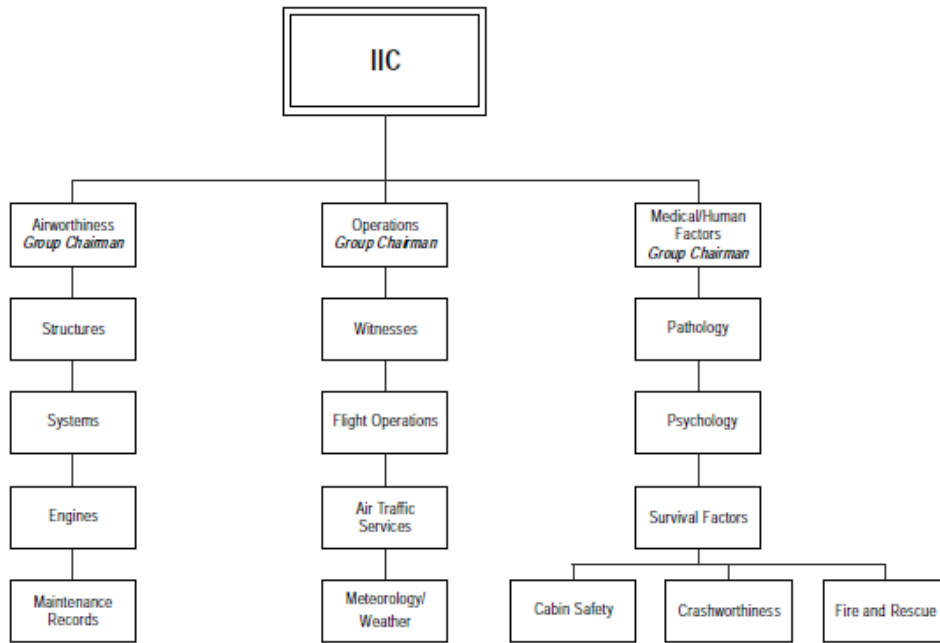 IIC
Airworthiness
Group Chairman
Operations
Group Chairman
Medical/Human
Factors
Group Chairman
Structures
Witnesses
Pathology
Systems
Flight Operations
Psychology
Engines
Air Traffic
Services
Survival Factors
Maintenance
Records
Meteorology/
Weather
Cabin Safety
Crashworthiness
Fire and Rescue